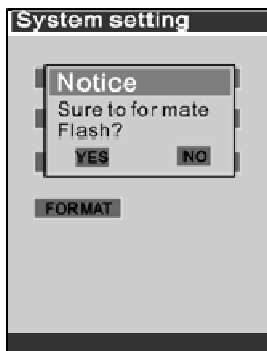 System setting
Notice
Sure to for mate
Flash?
YES NO
FORMAT